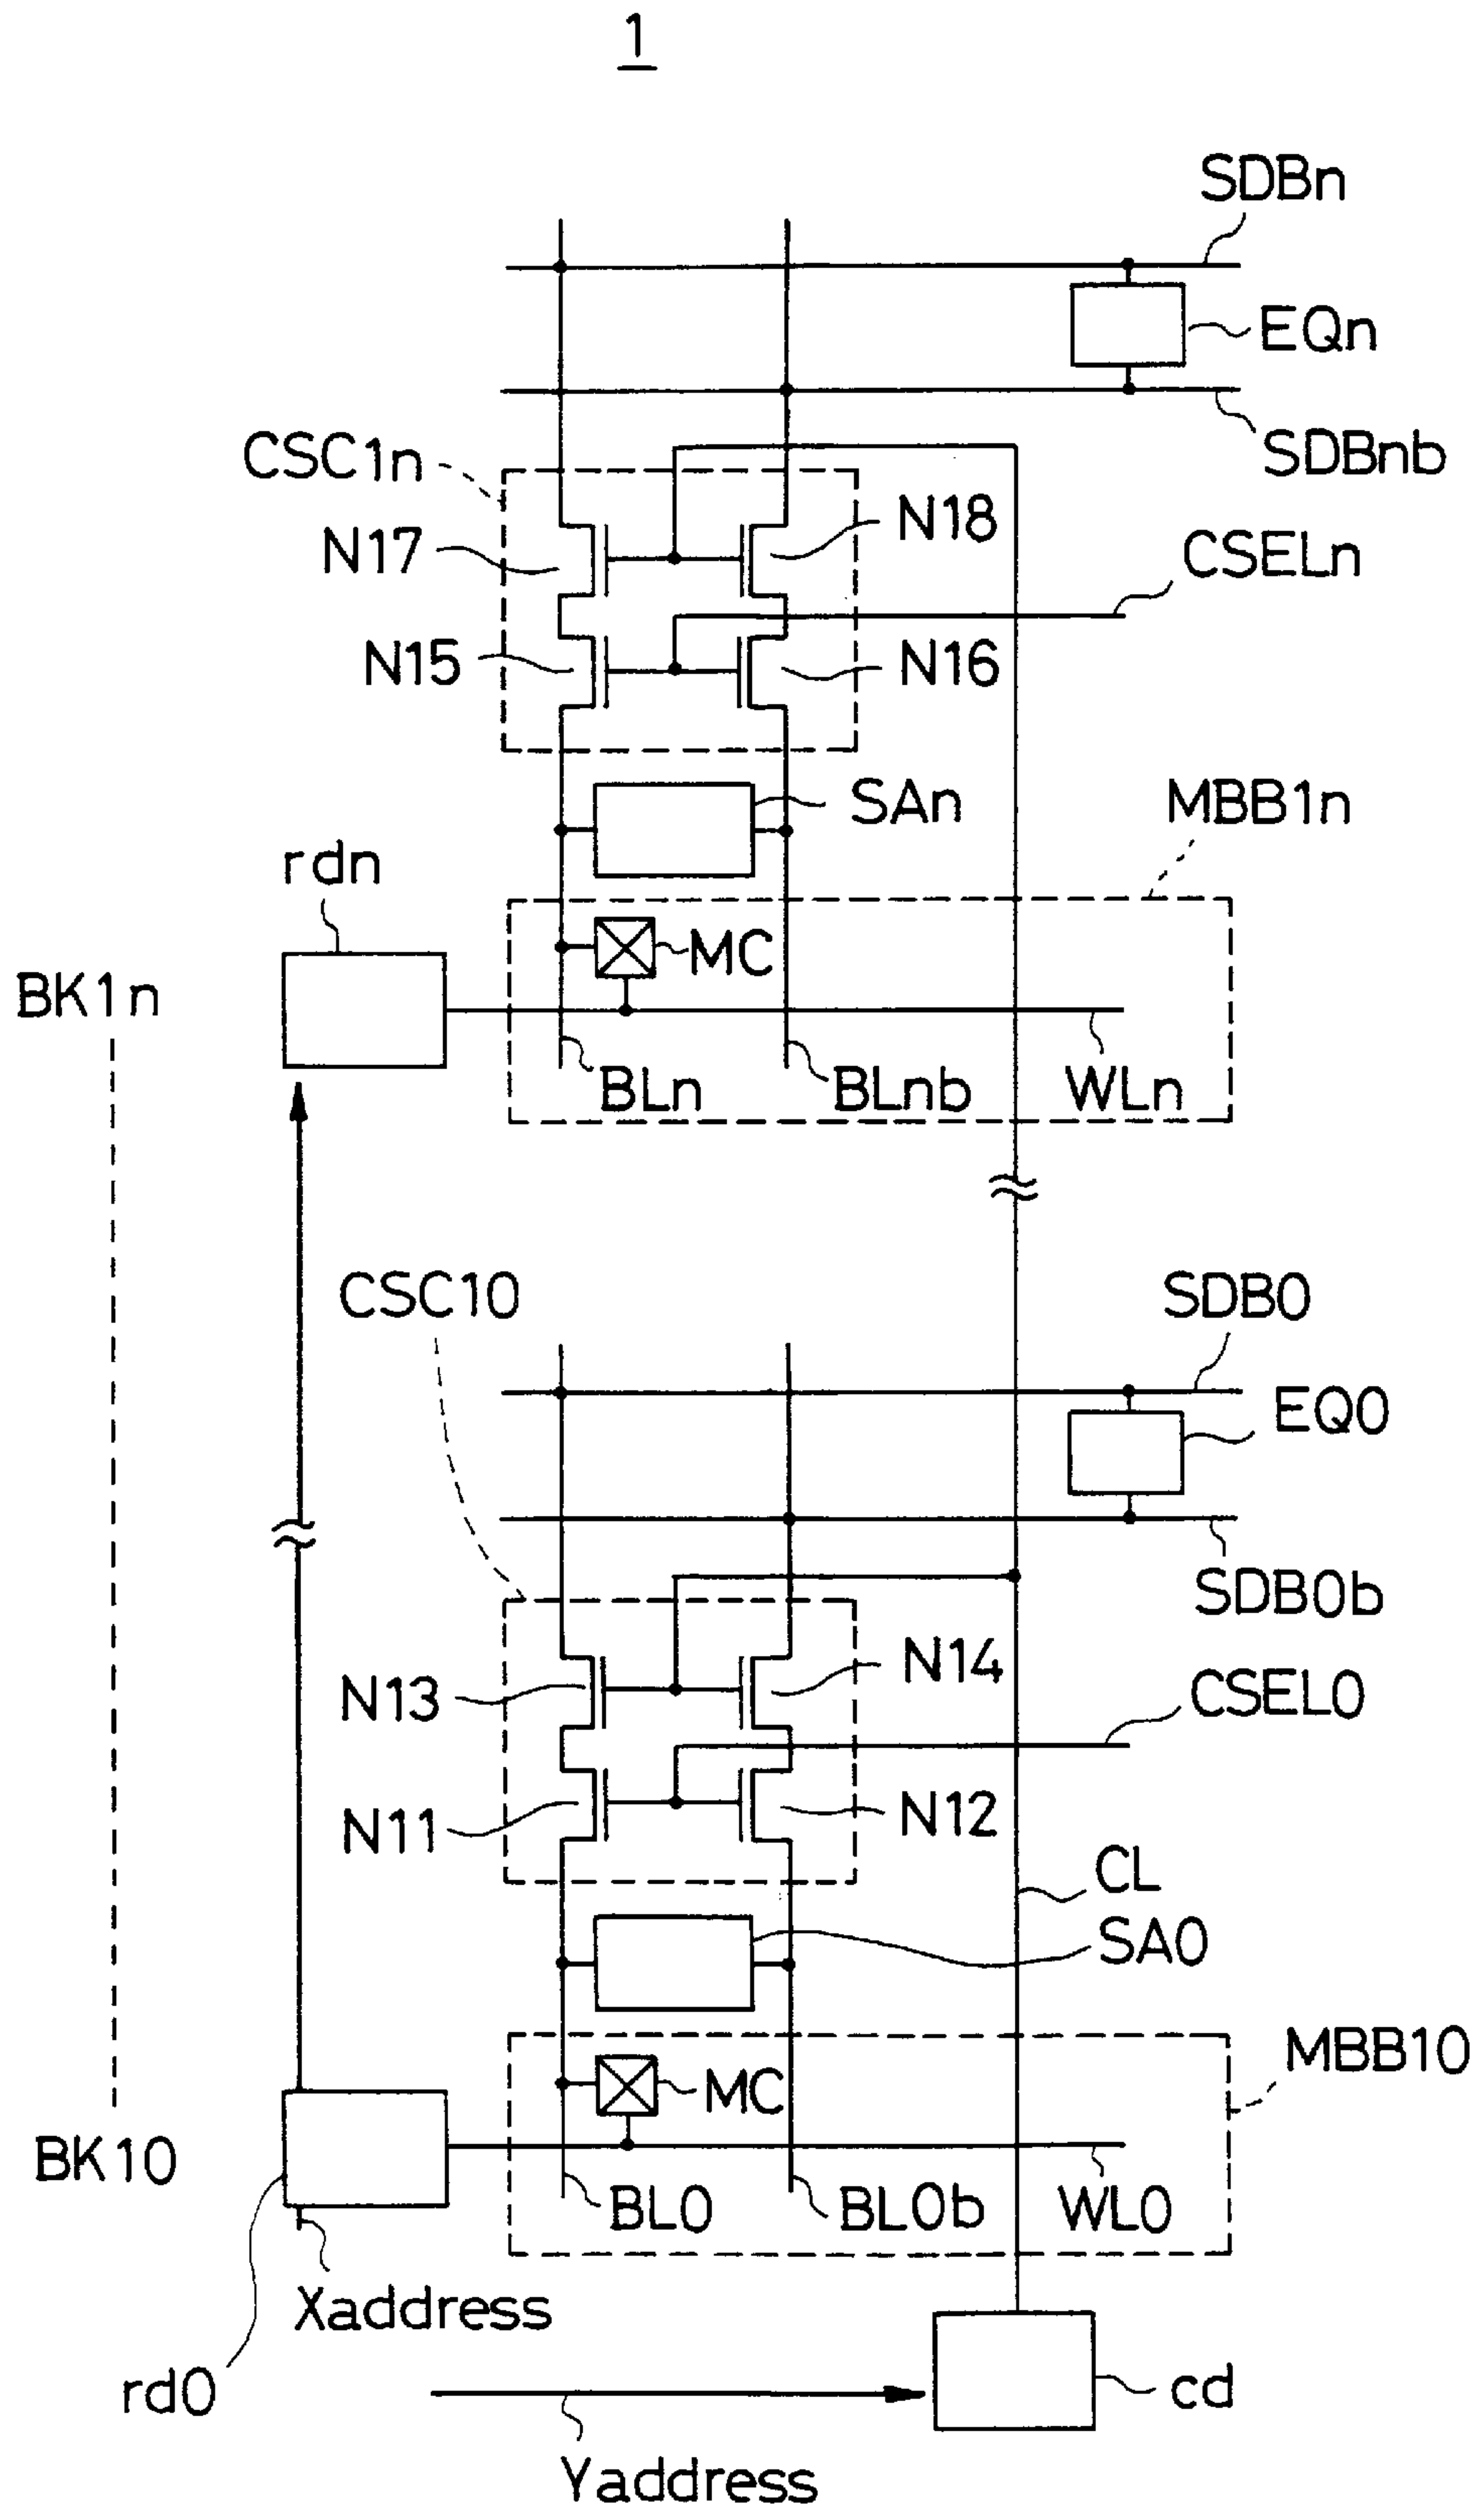 1
SDBn
EQn
SDBnb
CSC1n
N18
N17
CSELn
N15
N16
SAn
MBB1n
rdn
MC
BK1n
BLn
BLnb
WLn
CSC10
SDB0
EQ0
SDB0b
N14
N13
CSEL0
N11
N12
CL
SA0
MBB10
MC
BK10
BL0
BL0b
WL0
Xaddress
rd0
cd
Yaddress